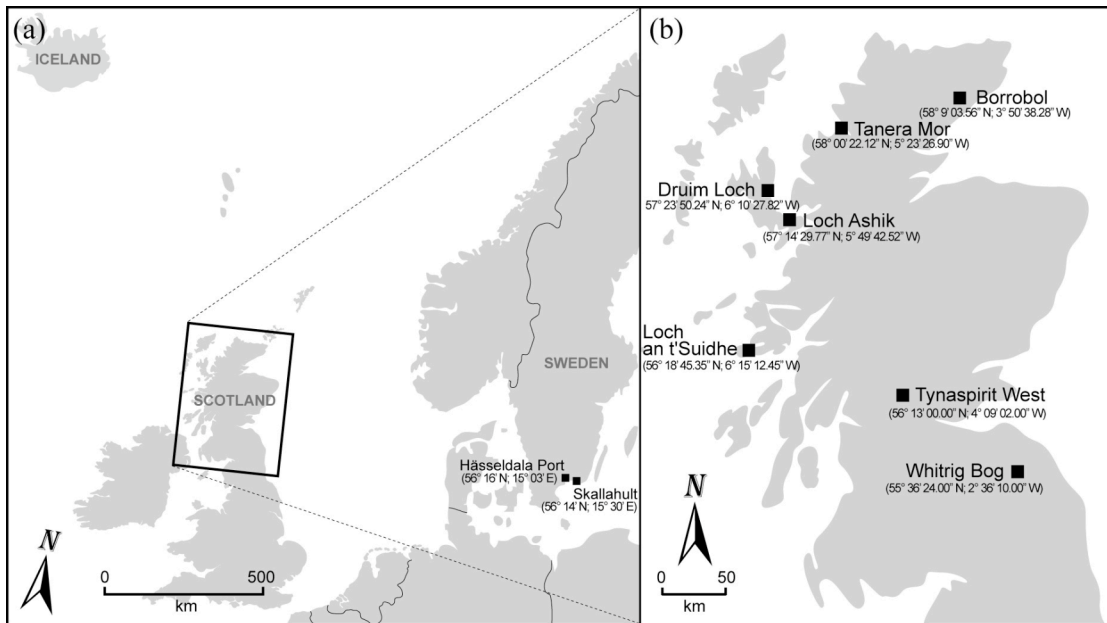 (a)
ICELAND
SWEDEN
SCOTLAND
Hässeldala Port
(56° 16' N; 15° 03' E)
Skallahult
(56° 14' N; 15° 30' E)
N
0 500
km
(b)
Borrobol
(58° 9' 03.56" N; 3° 50' 38.28" W)
Tanera Mor
(58° 00' 22.12" N; 5° 23' 26.90" W)
Druim Loch
57° 23' 50.24" N; 6° 10' 27.82" W)
Loch Ashik
(57° 14' 29.77" N; 5° 49' 42.52" W)
Loch
an t'Suidhe
(56° 18' 45.35" N; 6° 15' 12.45" W)
Tynaspirit West
(56° 13' 00.00" N; 4° 09' 02.00" W)
Whitrig Bog
(55° 36' 24.00" N; 2° 36' 10.00" W)
N
0 50
km